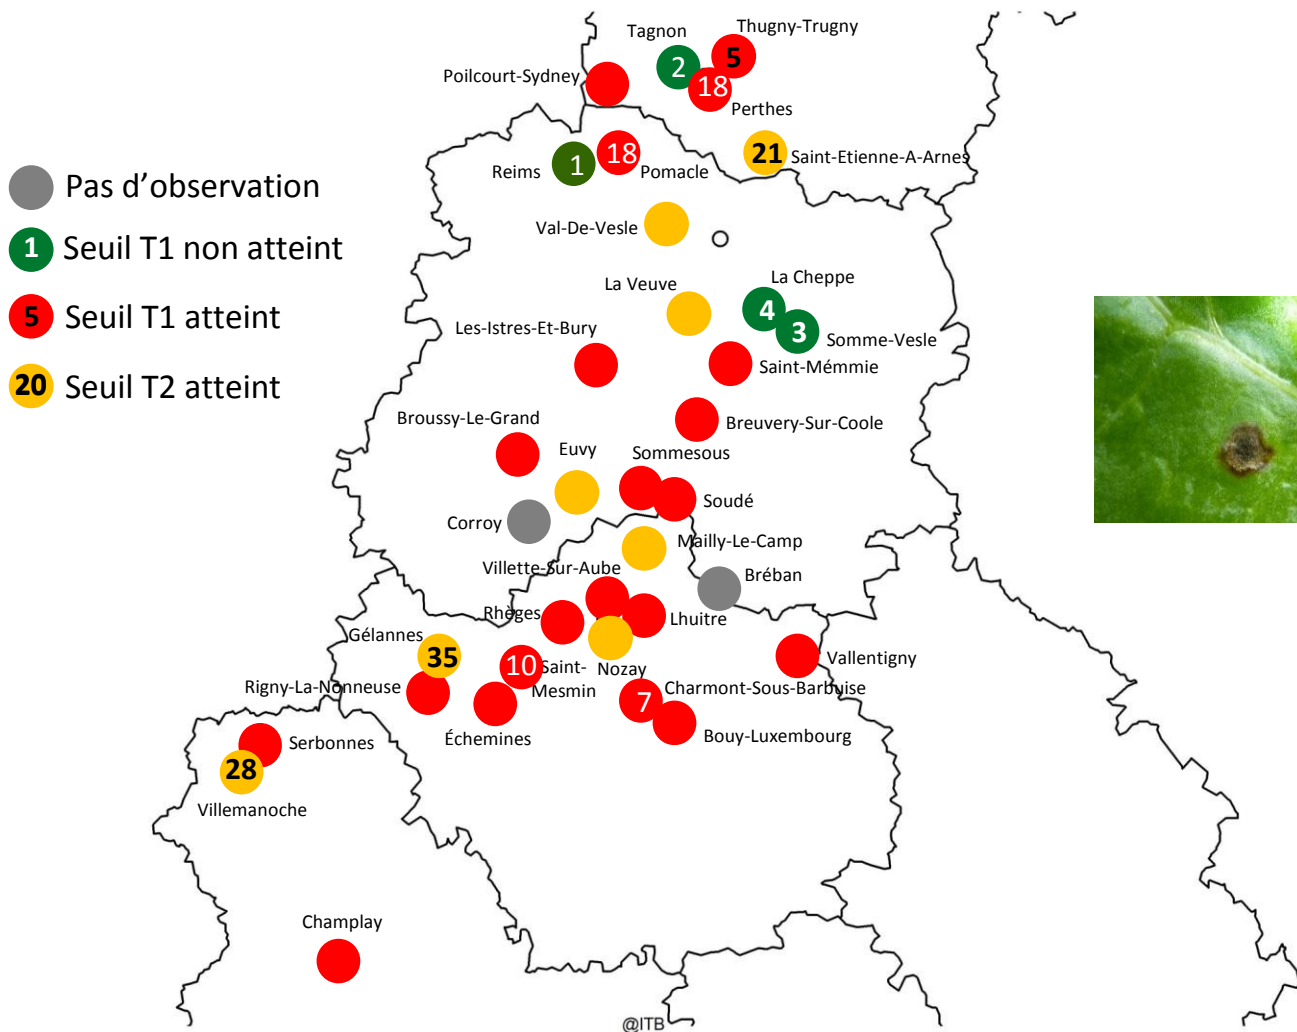 Thugny-Trugny
Tagnon
5
2
Poilcourt-Sydney
18
Perthes
Reims
1
18
Pomacle
21
Saint-Etienne-A-Arnes
Pas d’observation
1
Seuil T1 non atteint
5
Seuil T1 atteint
20
Seuil T2 atteint
Val-De-Vesle
La Veuve
La Cheppe
4
3
Somme-Vesle
Les-Istres-Et-Bury
Saint-Mémmie
Broussy-Le-Grand
Breuvery-Sur-Coole
Euvy
Sommesous
Soudé
Corroy
Mailly-Le-Camp
Villette-Sur-Aube
Bréban
Rhèges
Lhuitre
Gélannes
35
Nozay
Vallentigny
10
Saint-
Mesmin
Rigny-La-Nonneuse
7
Charmont-Sous-Barbuise
Échemines
Bouy-Luxembourg
Serbonnes
28
Villemanoche
Champlay
@ITB